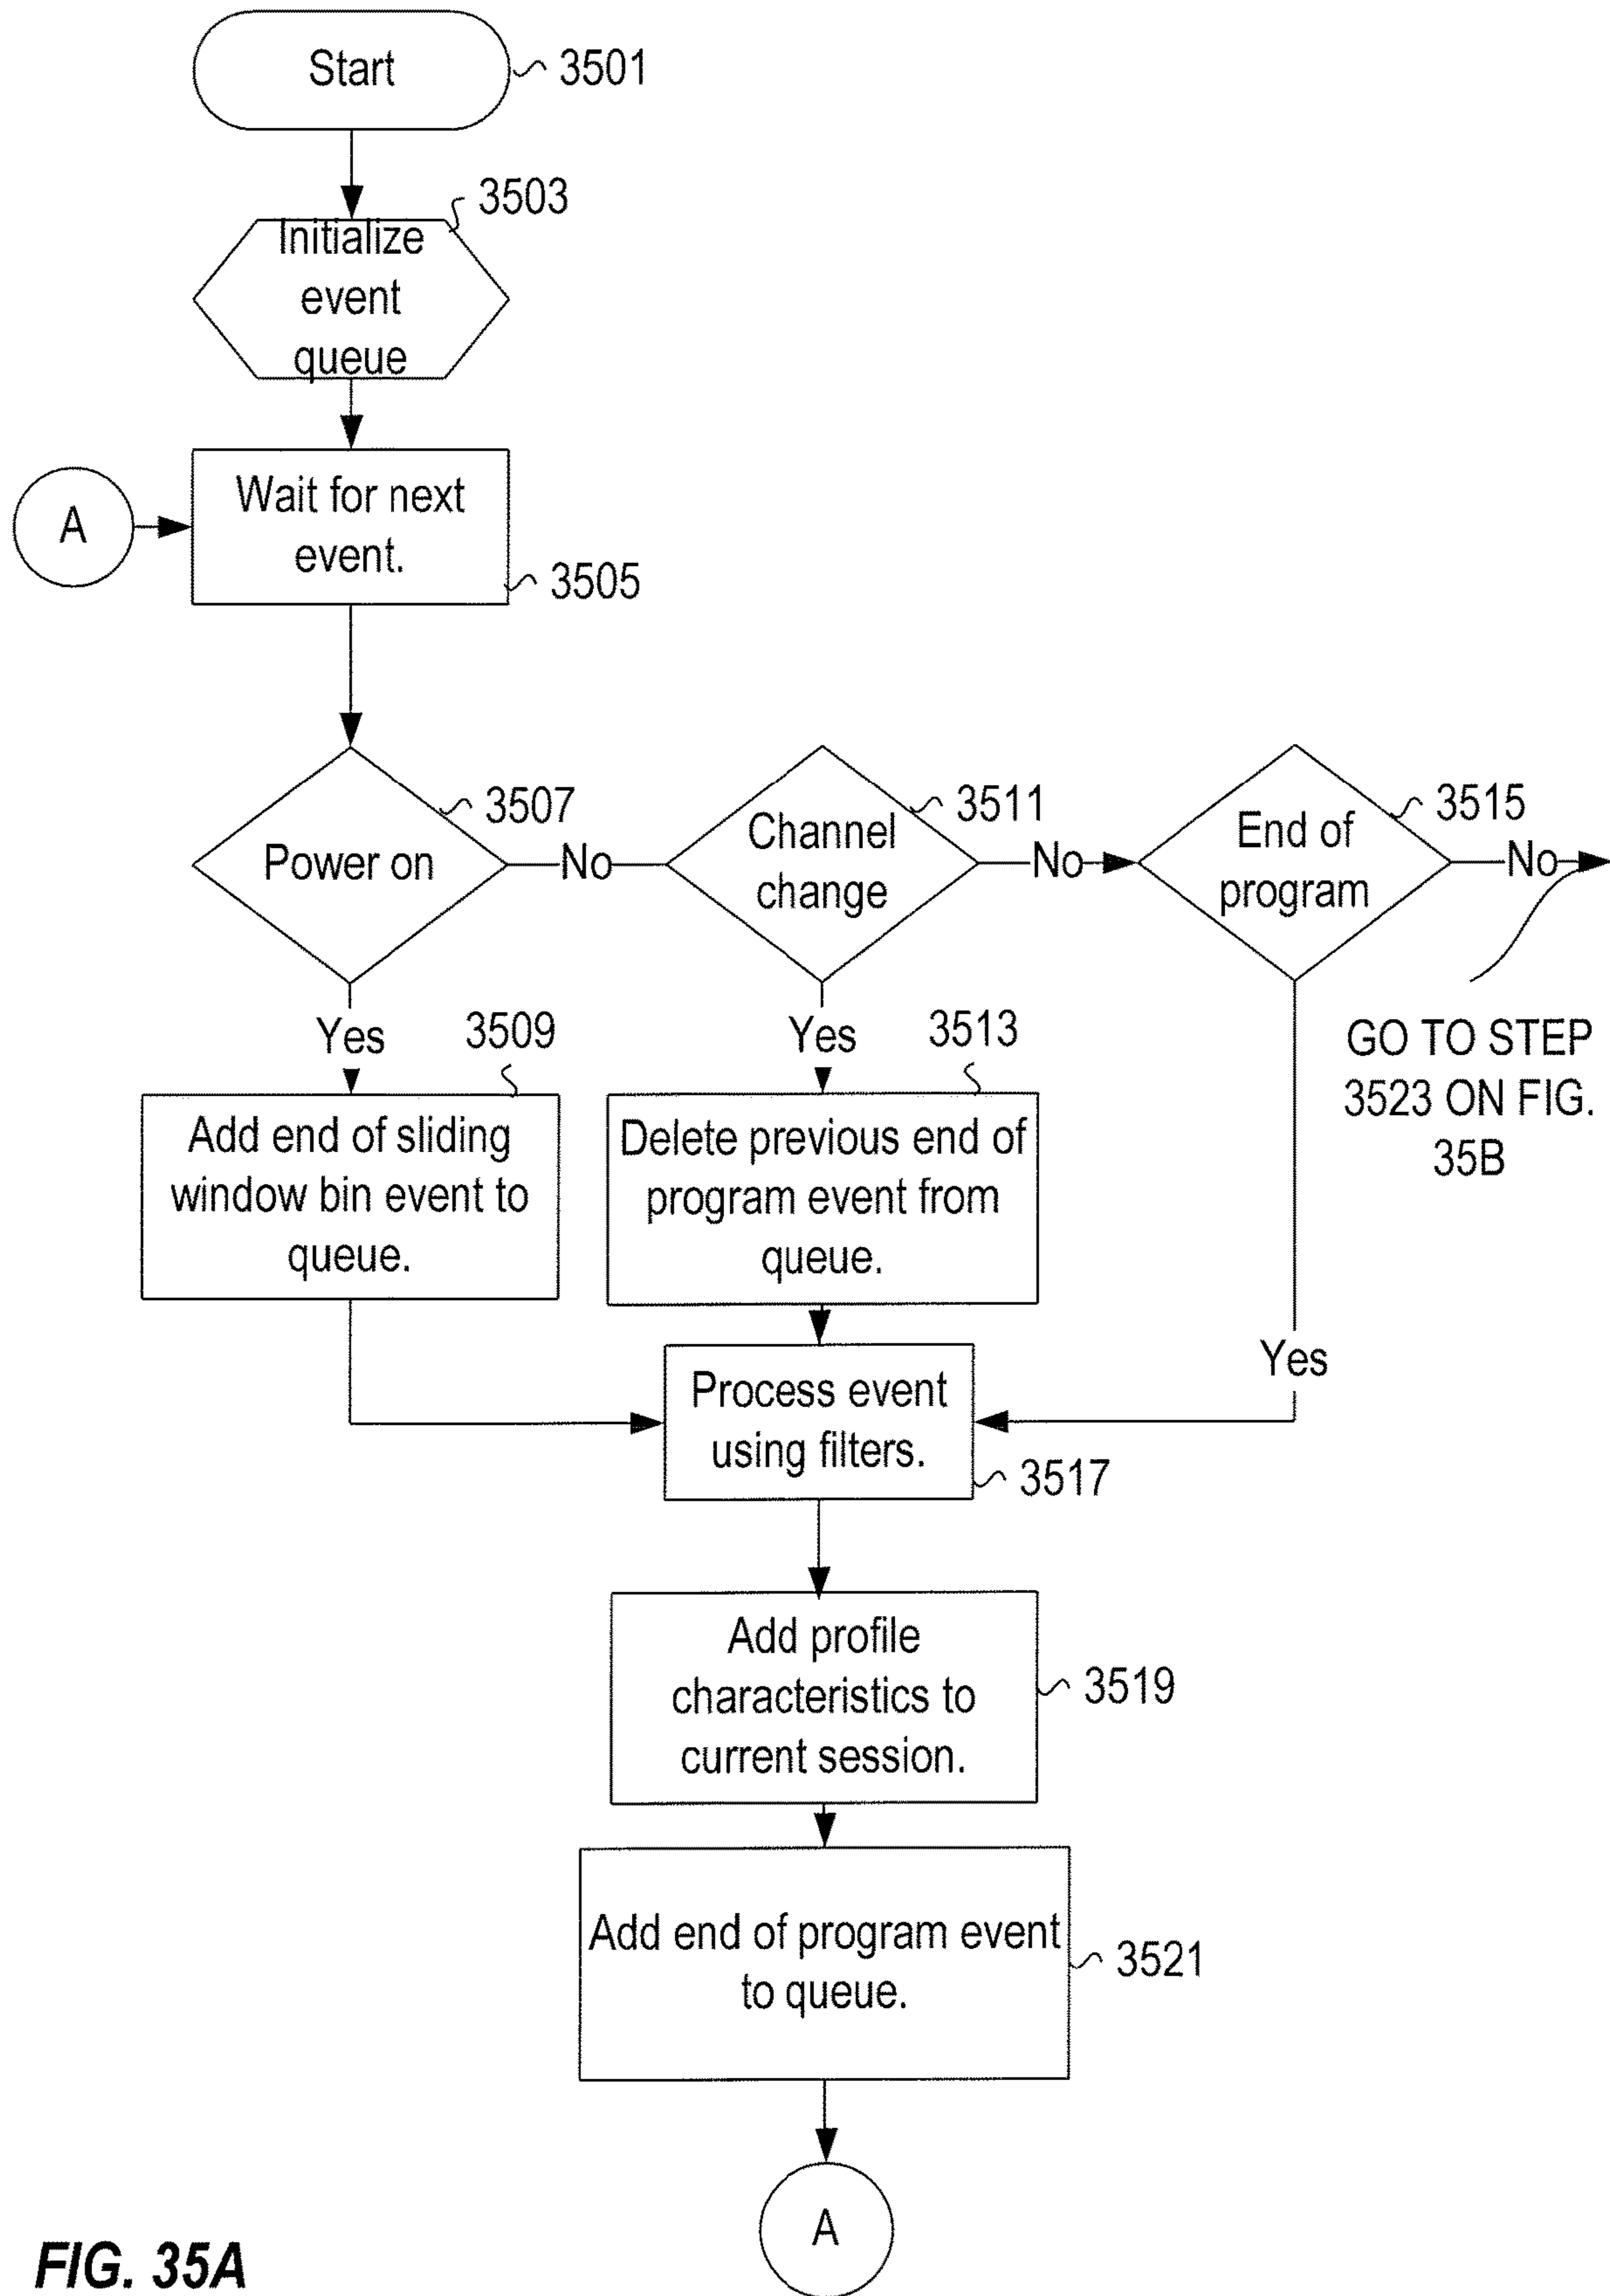 Start
3501
3503
Initialize
event
queue
A
Wait for next
event.
3505
3507
Power on
No
3511
Channel
change
No
3515
End of
program
No
Yes
3509
Yes
3513
GO TO STEP
3523 ON FIG.
35B
Add end of sliding
window bin event to
queue.
Delete previous end of
program event from
queue.
Yes
Process event
using filters.
3517
Add profile
characteristics to
current session.
3519
Add end of program event
to queue.
3521
A
FIG. 35A